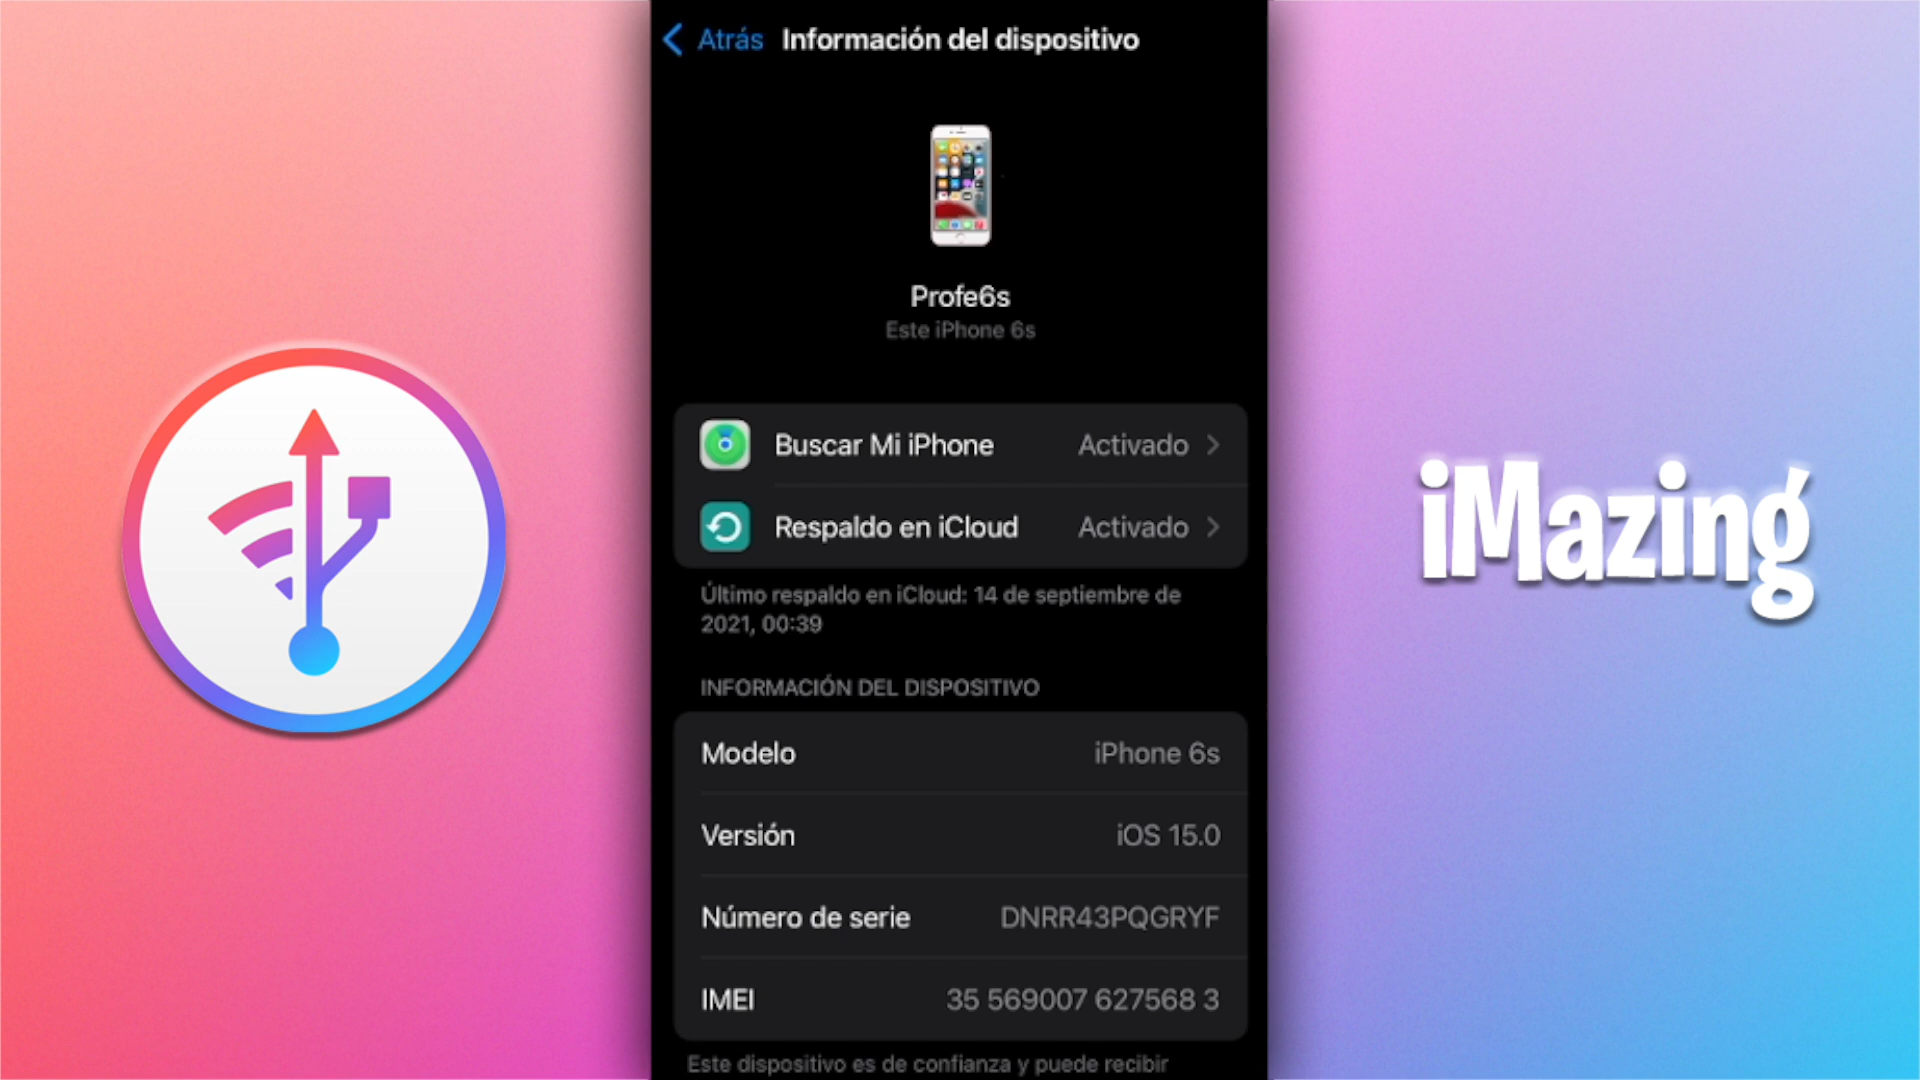 Atrás Información del dispositivo
Profe6s
Este iPhone 6s
Buscar Mi iPhone Activado
Respaldo en iCloud Activado
Último respaldo en iCloud: 14 de septiembre de
2021, 00:39
INFORMACIÓN DEL DISPOSITIVO
Modelo iPhone 6s
Versión iOS 15.0
Número de serie DNRR43PQGRYF
IMEI 35 569007 627568 3
Este dispositivo es de confianza y puede recibir
iMazing